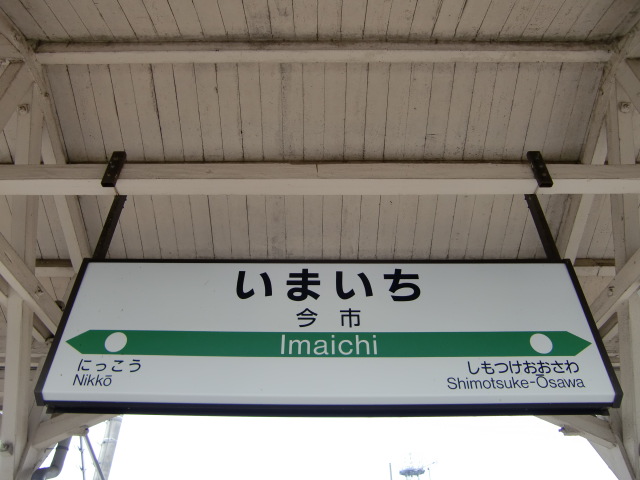 いまいち
今市
Imaichi
にっこう
Nikkō
しもつけおおさわ
Shimotsuke-Ōsawa